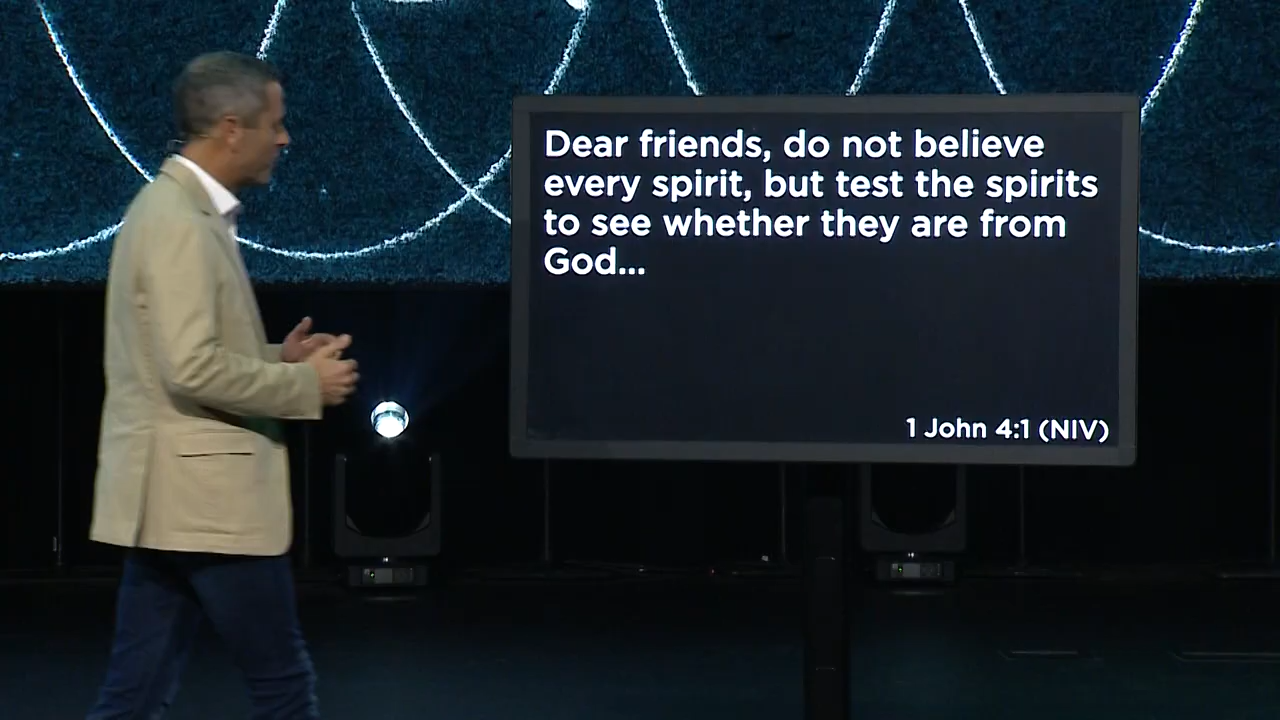 Dear friends, do not believe
every spirit, but test the spirits
to see whether they are from
God...
1 John 4:1 (NIV)